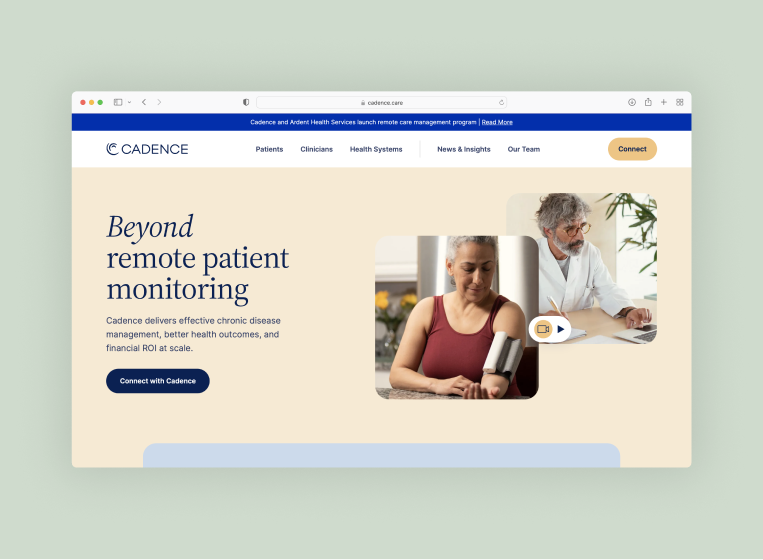 cadence.care
Cadence and Ardent Health Services launch remote care management program | Read More
CADENCE
Patients
Clinicians
Health Systems
News & Insights
Our Team
Connect
Beyond
remote patient
monitoring
Cadence delivers effective chronic disease
management, better health outcomes, and
financial ROI at scale.
Connect with Cadence